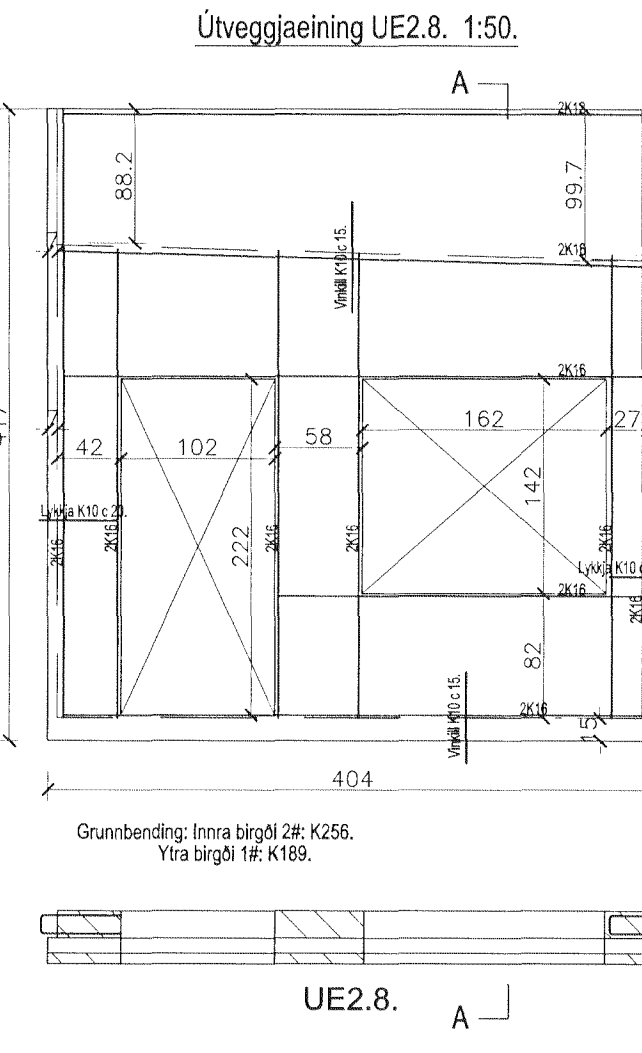 Útveggjaeining UE2.8. 1:50.
A
2K12
88.2
99.7
Vinkill K10 c 15.
2K16
2K16
42
102
58
162
27
142
222
Lykkja K10 c 20.
2K16
2K16
2K16
2K16
Lykkja K10 c
2K16
2K16
82
Vinkill K10 c 15.
2K16
15
404
Grunnbending: Innra birgði 2#: K256.
Ytra birgði 1#: K189.
UE2.8.
A